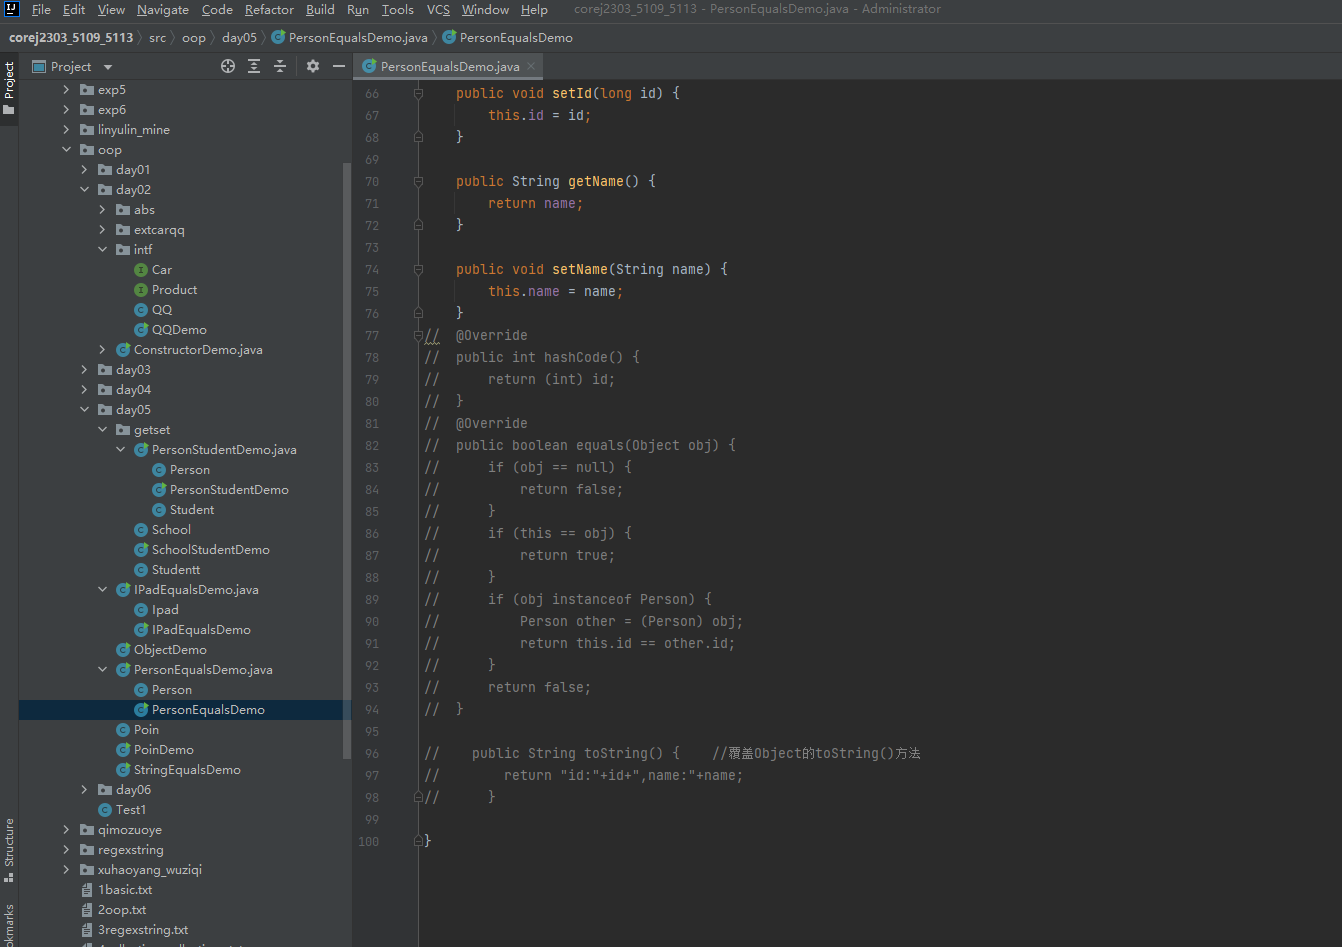 File Edit View Navigate Code Refactor Build Run Tools VCS Window Help corej2303_5109_5113 - PersonEqualsDemo.java - Administrator
corej2303_5109_5113 src oop day05 PersonEqualsDemo.java PersonEqualsDemo
Project
Project
PersonEqualsDemo.java
exp5
exp6
linyulin_mine
oop
day01
day02
abs
extcarqq
intf
Car
Product
QQ
QQDemo
ConstructorDemo.java
day03
day04
day05
getset
PersonStudentDemo.java
Person
PersonStudentDemo
Student
School
SchoolStudentDemo
Studentt
IPadEqualsDemo.java
Ipad
IPadEqualsDemo
ObjectDemo
PersonEqualsDemo.java
Person
PersonEqualsDemo
Poin
PoinDemo
StringEqualsDemo
day06
Test1
qimozuoye
regexstring
xuhaoyang_wuziqi
1basic.txt
2oop.txt
3regexstring.txt
Structure
66 public void setId(long id) {
67 this.id = id;
68 }
69
70 public String getName() {
71 return name;
72 }
73
74 public void setName(String name) {
75 this.name = name;
76 }
77 // @Override
78 // public int hashCode() {
79 // return (int) id;
80 // }
81 // @Override
82 // public boolean equals(Object obj) {
83 // if (obj == null) {
84 // return false;
85 // }
86 // if (this == obj) {
87 // return true;
88 // }
89 // if (obj instanceof Person) {
90 // Person other = (Person) obj;
91 // return this.id == other.id;
92 // }
93 // return false;
94 // }
95
96 // public String toString() { //覆盖Object的toString()方法
97 // return "id:"+id+",name:"+name;
98 // }
99
100 }